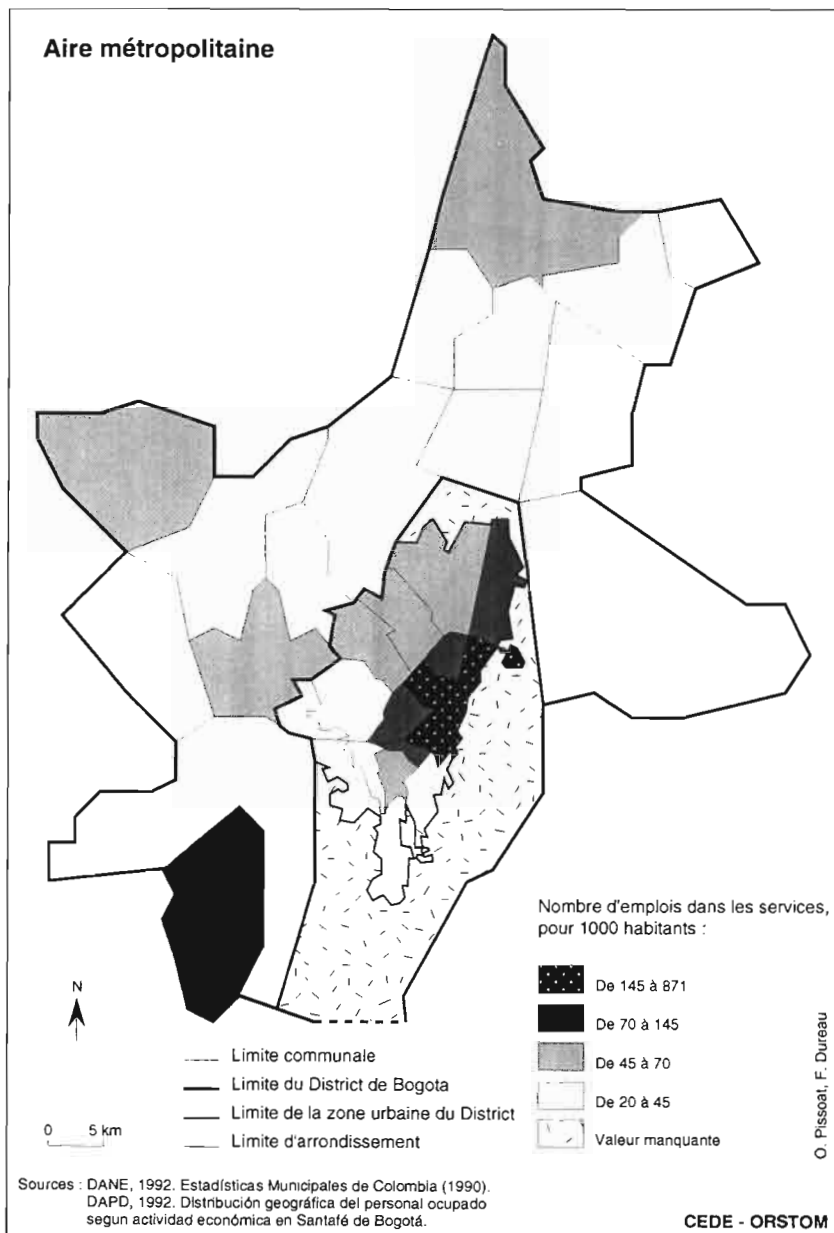 Aire métropolitaine
Nombre d'emplois dans les services,
pour 1000 habitants :
De 145 à 871
De 70 à 145
De 45 à 70
De 20 à 45
Valeur manquante
N
0 5 km
Limite communale
Limite du District de Bogota
Limite de la zone urbaine du District
Limite d'arrondissement
O. Pissoat, F. Dureau
Sources : DANE, 1992. Estadísticas Municipales de Colombia (1990).
DAPD, 1992. Distribución geográfica del personal ocupado
segun actividad económica en Santafé de Bogotá.
CEDE - ORSTOM